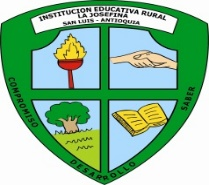 INSTITUCION EDUCATIVA RURAL
LA JOSEFINA
SAN LUIS - ANTIOQUIA
COMPROMISO
DESARROLLO
SABER